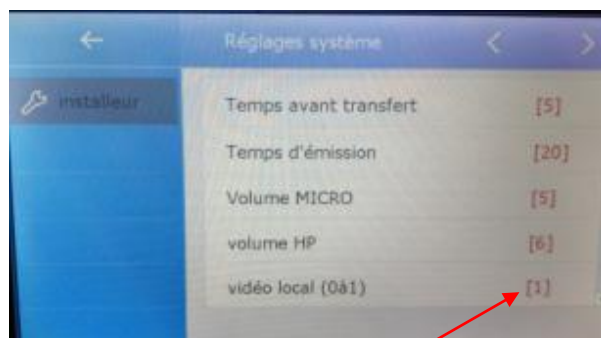 ← Réglages système < >
installeur
Temps avant transfert [5]
Temps d'émission [20]
Volume MICRO [5]
volume HP [6]
vidéo local (0à1) [1]